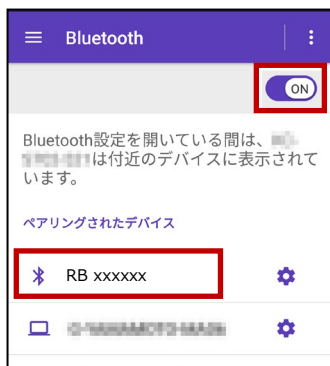 Bluetooth
ON
Bluetooth設定を開いている間は、
は付近のデバイスに表示されて
います。
ペアリングされたデバイス
RB xxxxxx